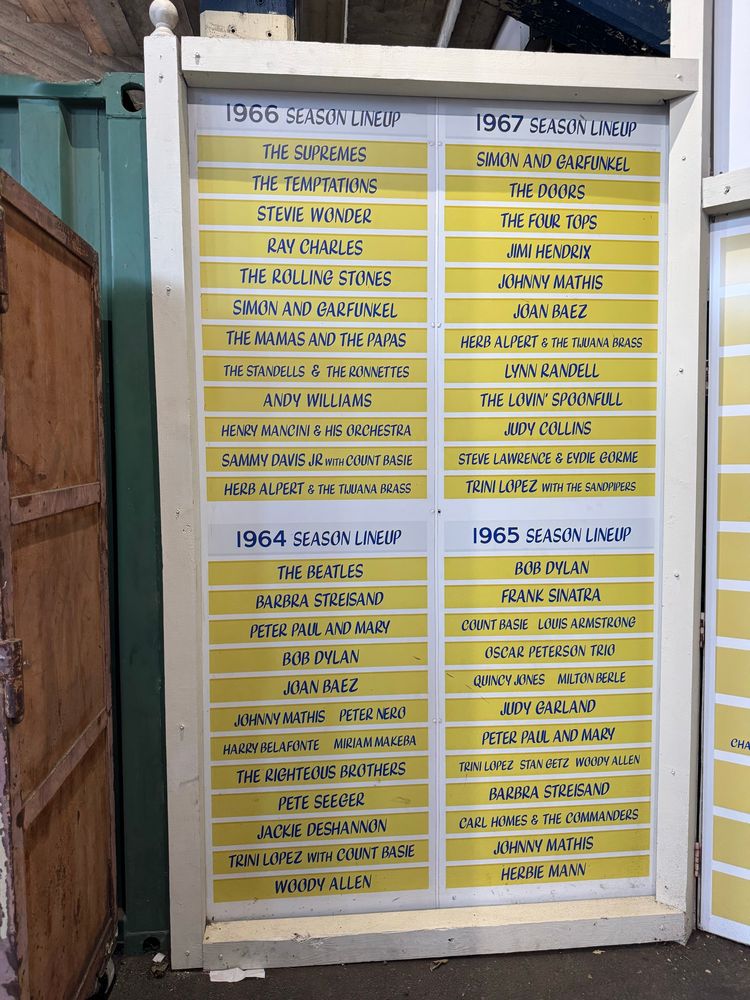 1966 SEASON LINEUP
THE SUPREMES
THE TEMPTATIONS
STEVIE WONDER
RAY CHARLES
THE ROLLING STONES
SIMON AND GARFUNKEL
THE MAMAS AND THE PAPAS
THE STANDELLS & THE RONNETTES
ANDY WILLIAMS
HENRY MANCINI & HIS ORCHESTRA
SAMMY DAVIS JR WITH COUNT BASIE
HERB ALPERT & THE TIJUANA BRASS
1967 SEASON LINEUP
SIMON AND GARFUNKEL
THE DOORS
THE FOUR TOPS
JIMI HENDRIX
JOHNNY MATHIS
JOAN BAEZ
HERB ALPERT & THE TIJUANA BRASS
LYNN RANDELL
THE LOVIN' SPOONFULL
JUDY COLLINS
STEVE LAWRENCE & EYDIE GORME
TRINI LOPEZ WITH THE SANDPIPERS
1964 SEASON LINEUP
THE BEATLES
BARBRA STREISAND
PETER PAUL AND MARY
BOB DYLAN
JOAN BAEZ
JOHNNY MATHIS PETER NERO
HARRY BELAFONTE MIRIAM MAKEBA
THE RIGHTEOUS BROTHERS
PETE SEEGER
JACKIE DESHANNON
TRINI LOPEZ WITH COUNT BASIE
WOODY ALLEN
1965 SEASON LINEUP
BOB DYLAN
FRANK SINATRA
COUNT BASIE LOUIS ARMSTRONG
OSCAR PETERSON TRIO
QUINCY JONES MILTON BERLE
JUDY GARLAND
PETER PAUL AND MARY
TRINI LOPEZ STAN GETZ WOODY ALLEN
BARBRA STREISAND
CARL HOMES & THE COMMANDERS
JOHNNY MATHIS
HERBIE MANN
CHA